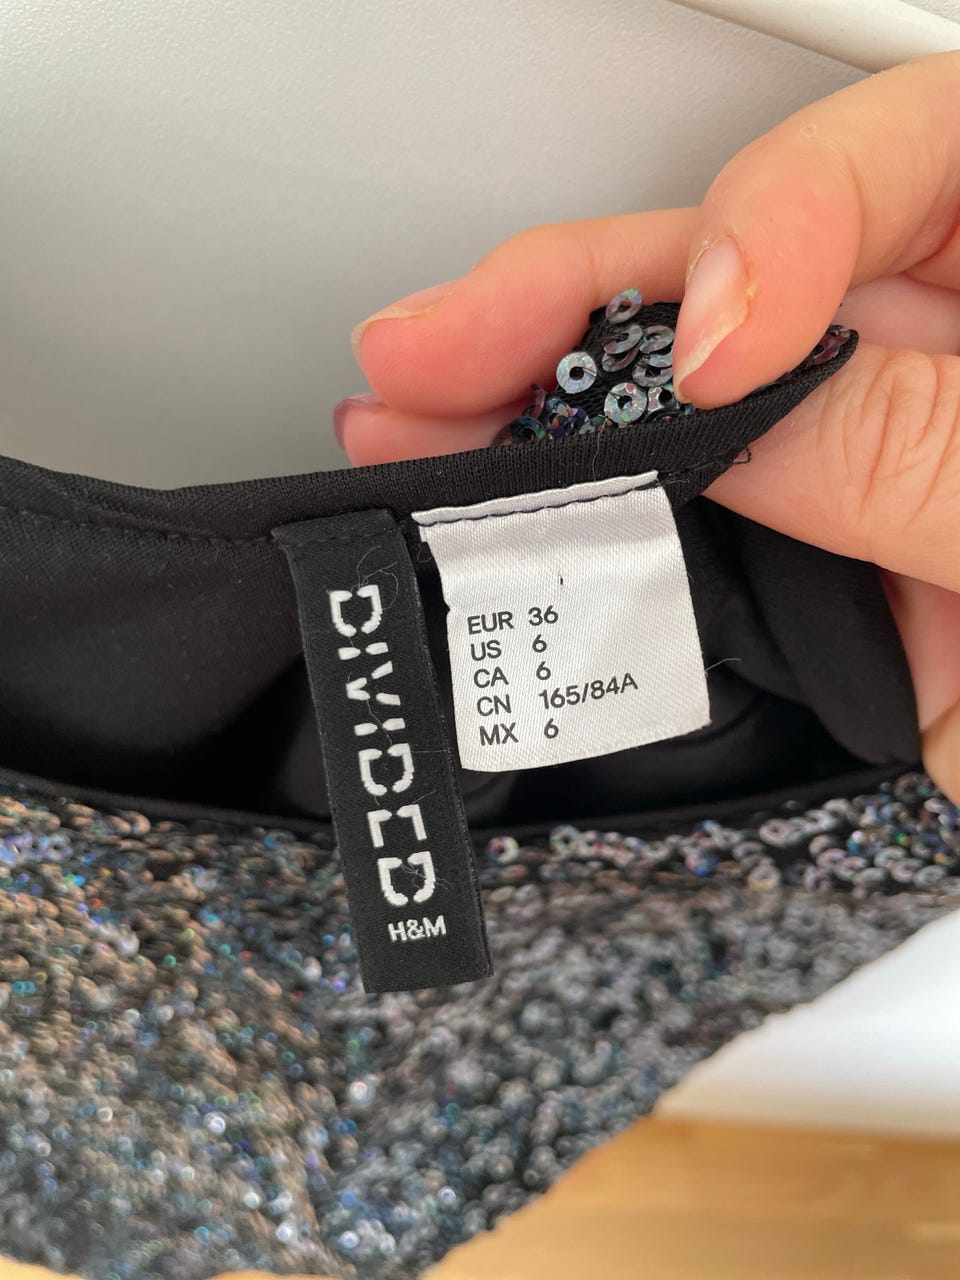 DIVIDED
H&M
EUR 36
US 6
CA 6
CN 165/84A
MX 6